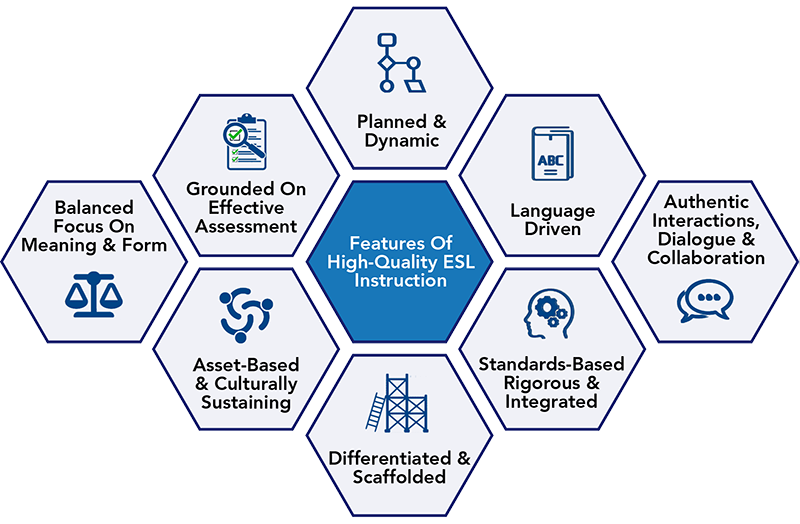 Planned &
Dynamic
Grounded On
Effective
Assessment
ABC
Language
Driven
Balanced
Focus On
Meaning & Form
Features Of
High-Quality ESL
Instruction
Authentic
Interactions,
Dialogue &
Collaboration
Asset-Based
& Culturally
Sustaining
Standards-Based
Rigorous &
Integrated
Differentiated &
Scaffolded